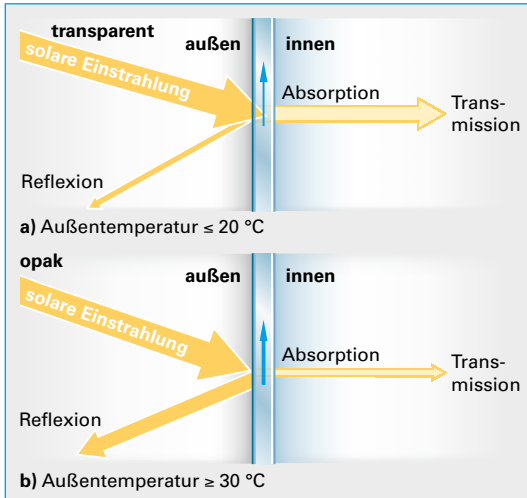 transparent
außen
innen
solare Einstrahlung
Absorption
Trans-
mission
Reflexion
a) Außentemperatur ≤ 20 °C
opak
außen
innen
solare Einstrahlung
Absorption
Trans-
mission
Reflexion
b) Außentemperatur ≥ 30 °C